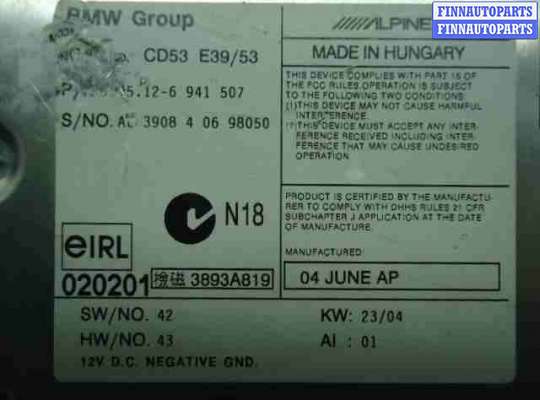 FINNAUTOPARTS
FINNAUTOPARTS
BMW Group
ALPINE
CD53 E39/53
MADE IN HUNGARY
12-6 941 507
S/NO. 3908 4 06 98050
THIS DEVICE COMPLIES WITH PART 15 OF
THE FCC RULES. OPERATION IS SUBJECT
TO THE FOLLOWING TWO CONDITIONS:
(1)THIS DEVICE MAY NOT CAUSE HARMFUL
INTERFERENCE.
THIS DEVICE MUST ACCEPT ANY INTER-
FERENCE RECEIVED INCLUDING INTER-
FERENCE THAT MAY CAUSE UNDESIRED
OPERATION
N18
PRODUCT IS CERTIFIED BY THE MANUFACTU-
RER TO COMPLY WITH DHHS RULES 21 CFR
SUBCHAPTER J APPLICATION AT THE DATE
OF MANUFACTURE.
eIRL
MANUFACTURED:
020201
檢磁 3893A819
04 JUNE AP
SW/NO. 42
KW: 23/04
HW/NO. 43
AI : 01
12V D.C. NEGATIVE GND.